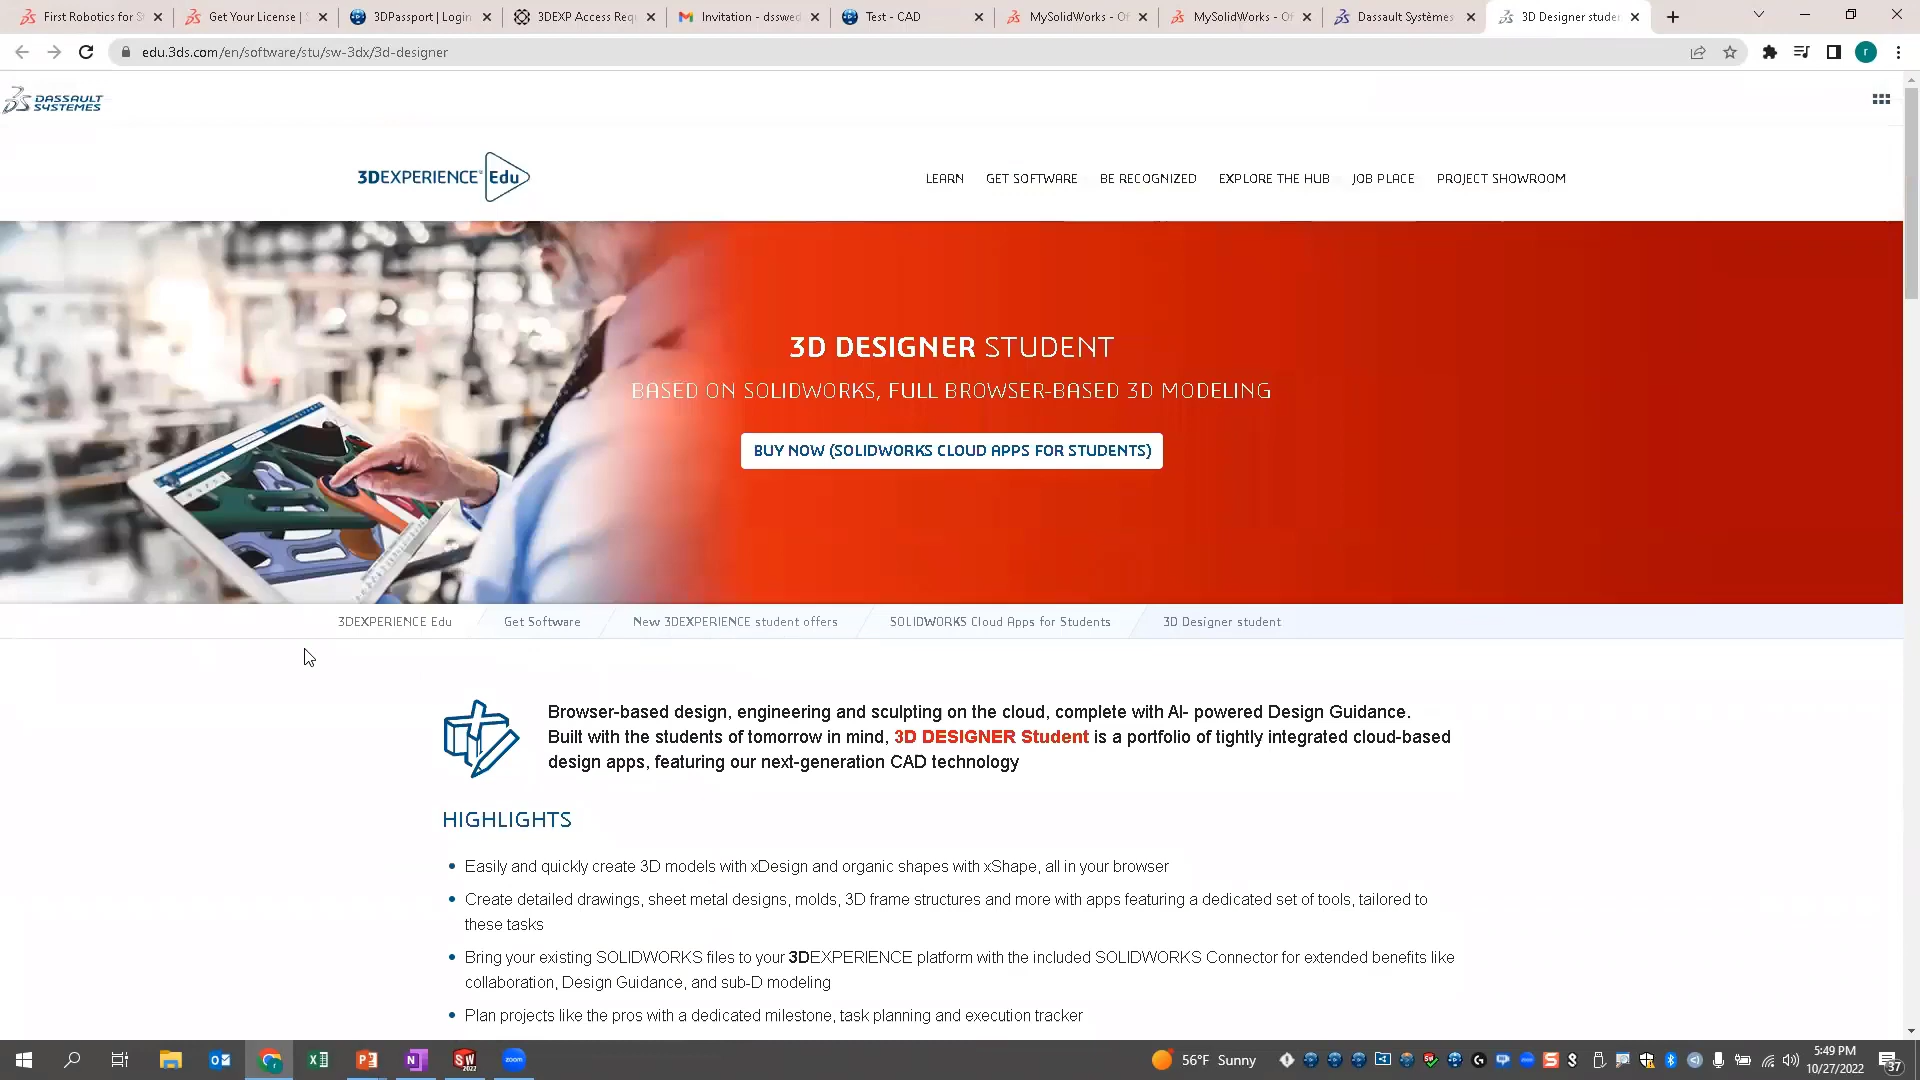 First Robotics for S
Get Your License |
3DPassport | Login
3DEXP Access Req
Invitation - dsswed
Test - CAD
MySolidWorks - Of
MySolidWorks - Of
Dassault Systèmes
3D Designer studen
edu.3ds.com/en/software/stu/sw-3dx/3d-designer
r
DASSAULT
SYSTEMES
3DEXPERIENCE Edu
LEARN
GET SOFTWARE
BE RECOGNIZED
EXPLORE THE HUB
JOB PLACE
PROJECT SHOWROOM
3D DESIGNER STUDENT
BASED ON SOLIDWORKS, FULL BROWSER-BASED 3D MODELING
BUY NOW (SOLIDWORKS CLOUD APPS FOR STUDENTS)
3DEXPERIENCE Edu
Get Software
New 3DEXPERIENCE student offers
SOLIDWORKS Cloud Apps for Students
3D Designer student
Browser-based design, engineering and sculpting on the cloud, complete with AI- powered Design Guidance.
Built with the students of tomorrow in mind, 3D DESIGNER Student is a portfolio of tightly integrated cloud-based
design apps, featuring our next-generation CAD technology
HIGHLIGHTS
• Easily and quickly create 3D models with xDesign and organic shapes with xShape, all in your browser
• Create detailed drawings, sheet metal designs, molds, 3D frame structures and more with apps featuring a dedicated set of tools, tailored to
these tasks
• Bring your existing SOLIDWORKS files to your 3DEXPERIENCE platform with the included SOLIDWORKS Connector for extended benefits like
collaboration, Design Guidance, and sub-D modeling
• Plan projects like the pros with a dedicated milestone, task planning and execution tracker
56°F Sunny
5:49 PM
10/27/2022
37